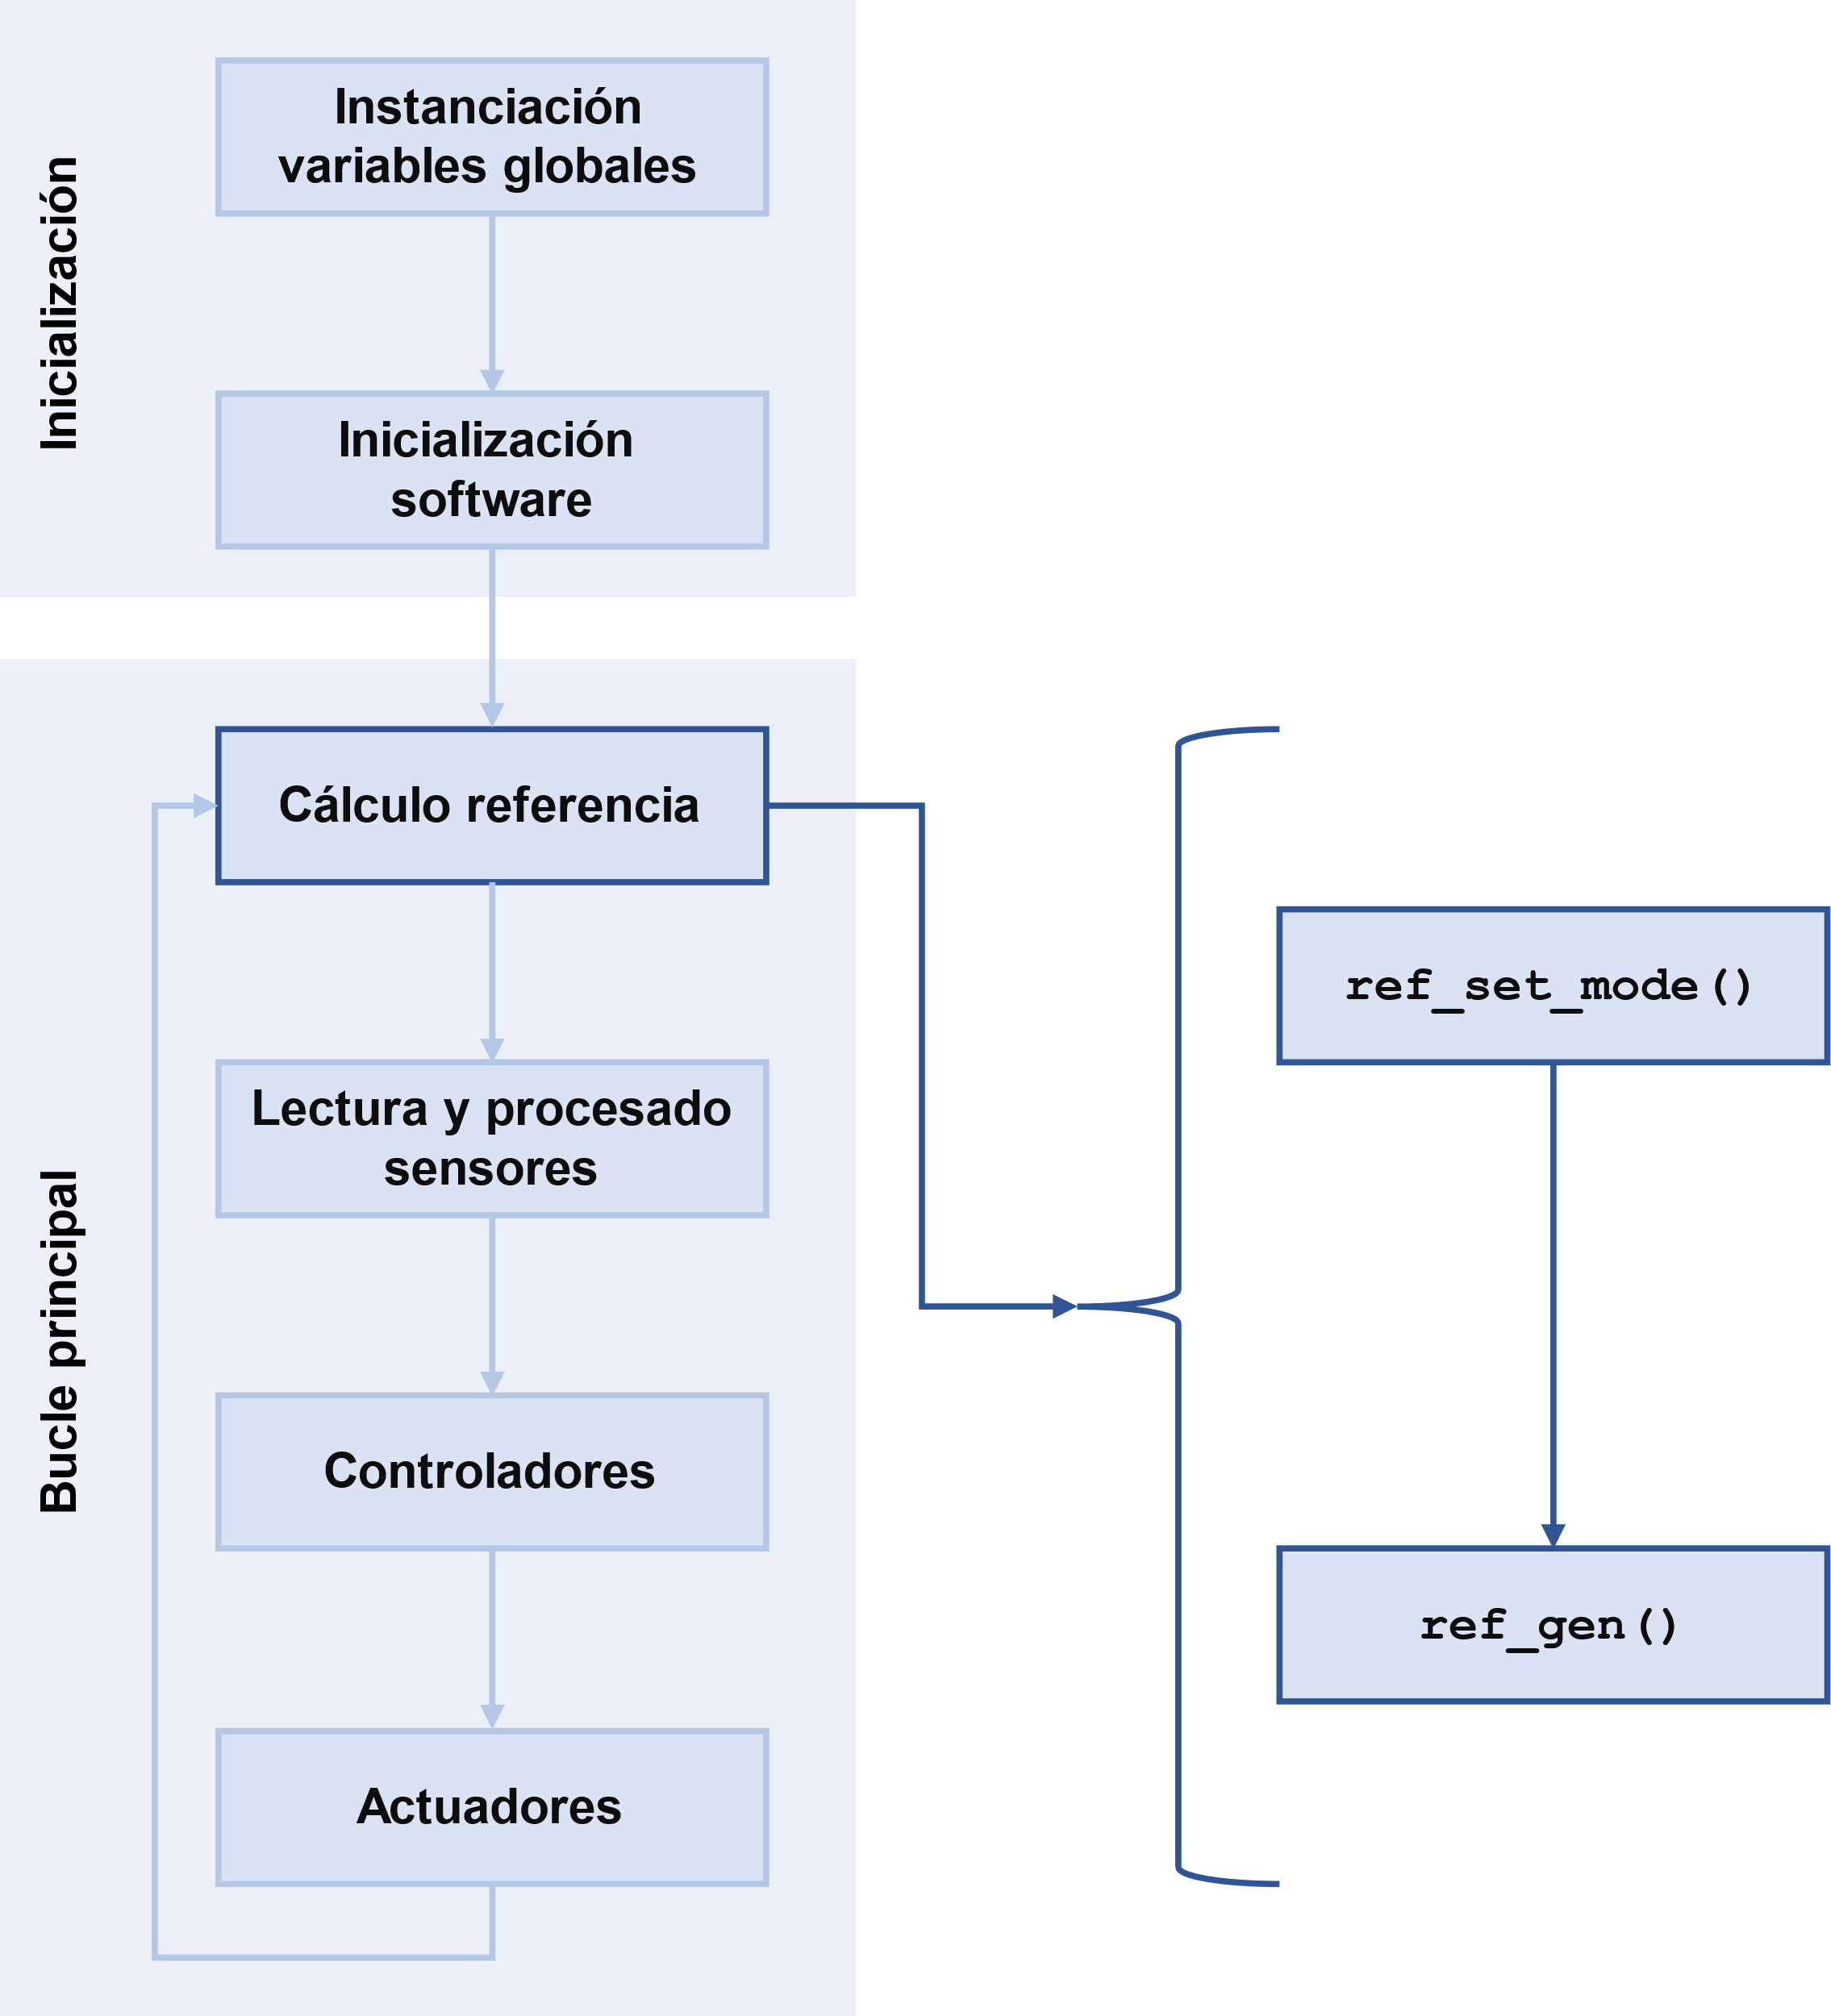 Inicialización
Instanciación
variables globales
Inicialización
software
Bucle principal
Cálculo referencia
Lectura y procesado
sensores
Controladores
Actuadores
ref_set_mode()
ref_gen()